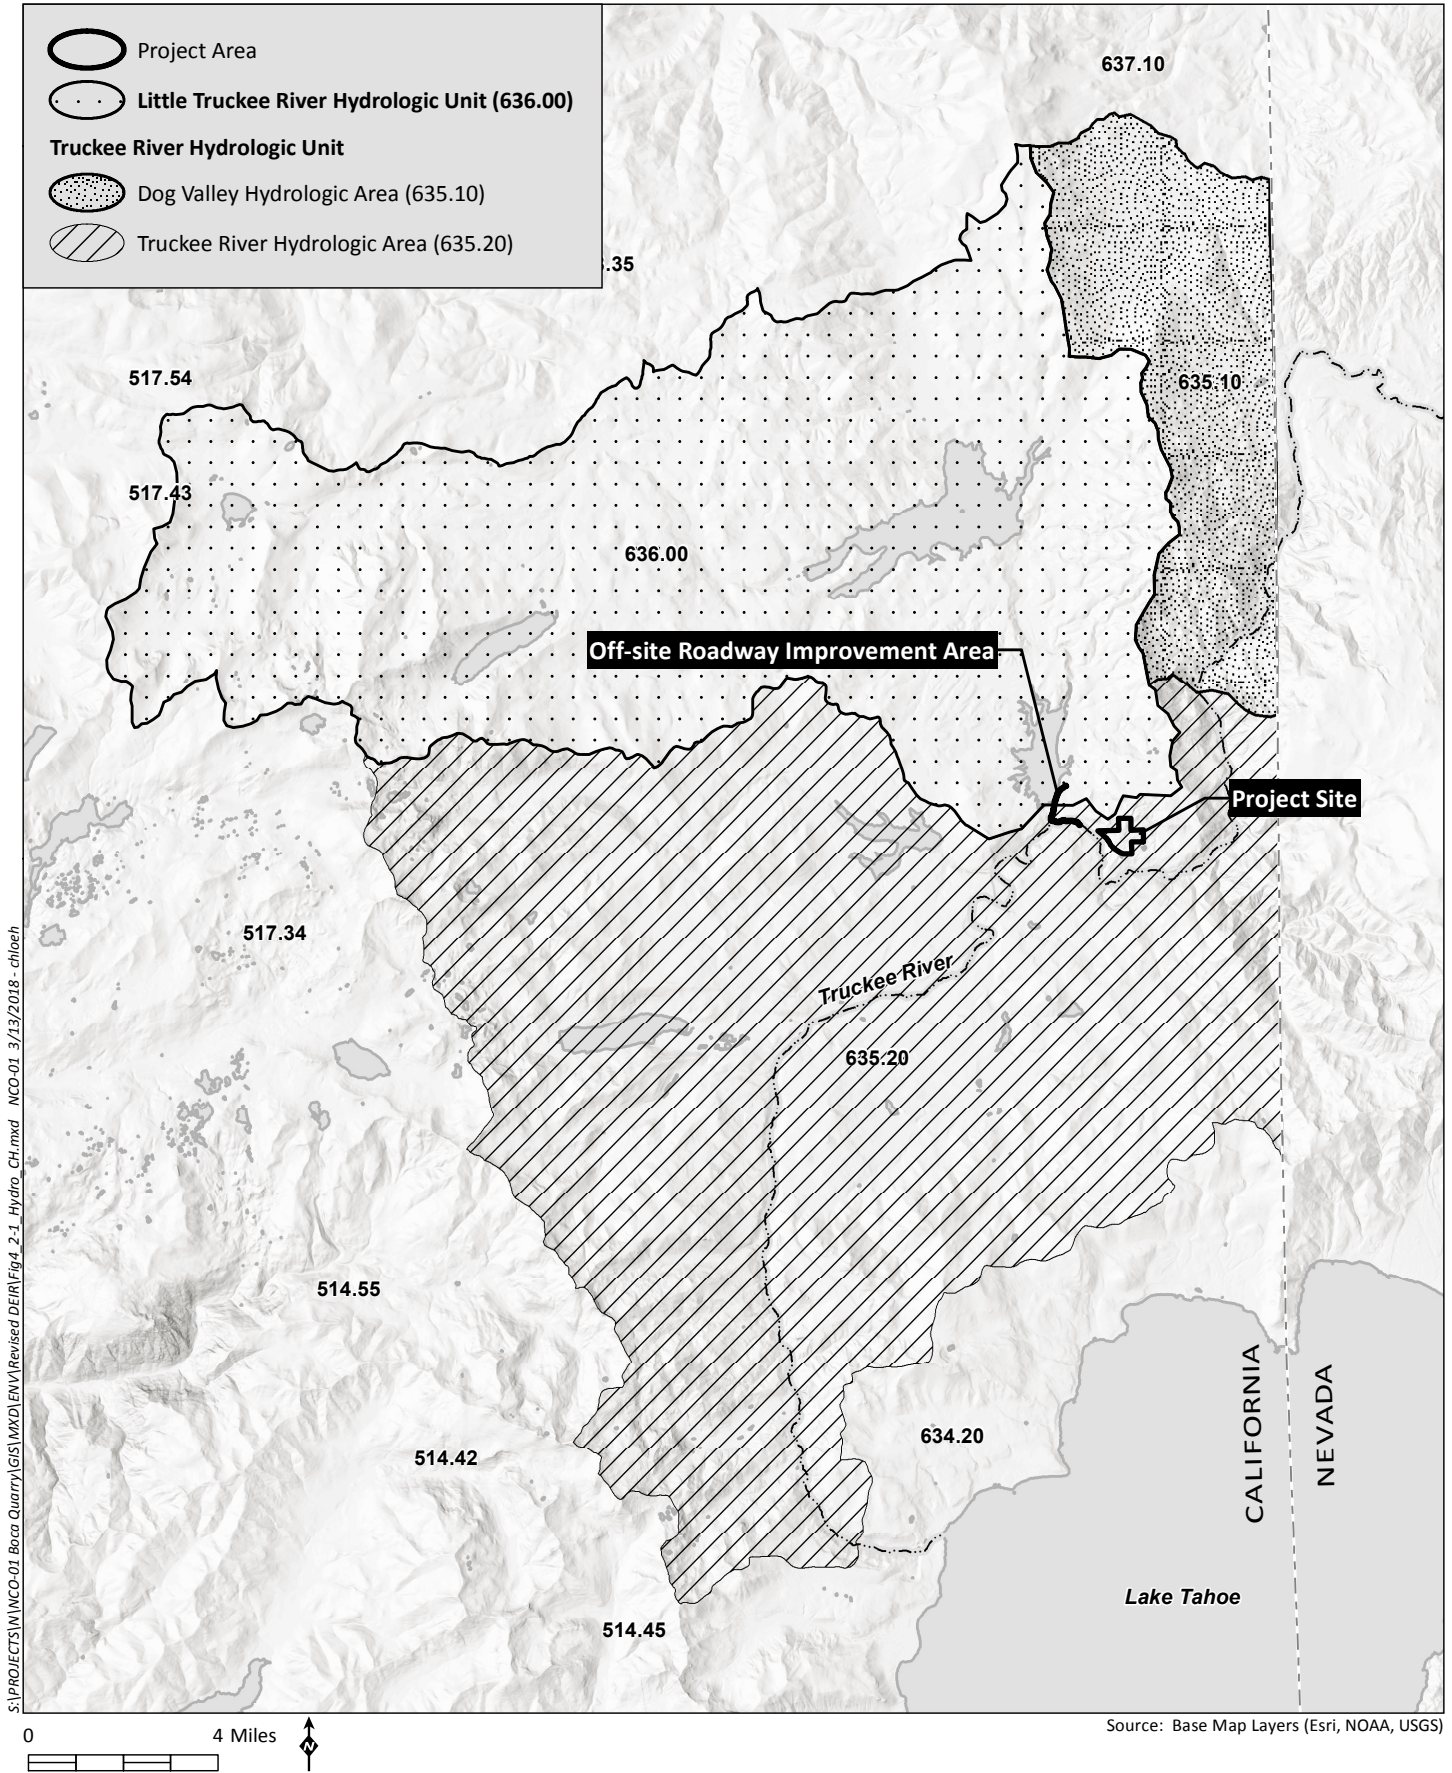 Project Area
Little Truckee River Hydrologic Unit (636.00)
Truckee River Hydrologic Unit
Dog Valley Hydrologic Area (635.10)
Truckee River Hydrologic Area (635.20)
637.10
.35
517.54
635.10
517.43
636.00
Off-site Roadway Improvement Area
Project Site
517.34
Truckee River
635.20
514.55
634.20
514.42
CALIFORNIA
NEVADA
Lake Tahoe
514.45
S:\PROJECTS\N\NCO-01 Boca Quarry\GIS\MXD\ENV\Revised DEIR\Fig4_2-1_Hydro_CH.mxd NCO-01 3/13/2018 - chloeh
0 4 Miles
N
Source: Base Map Layers (Esri, NOAA, USGS)